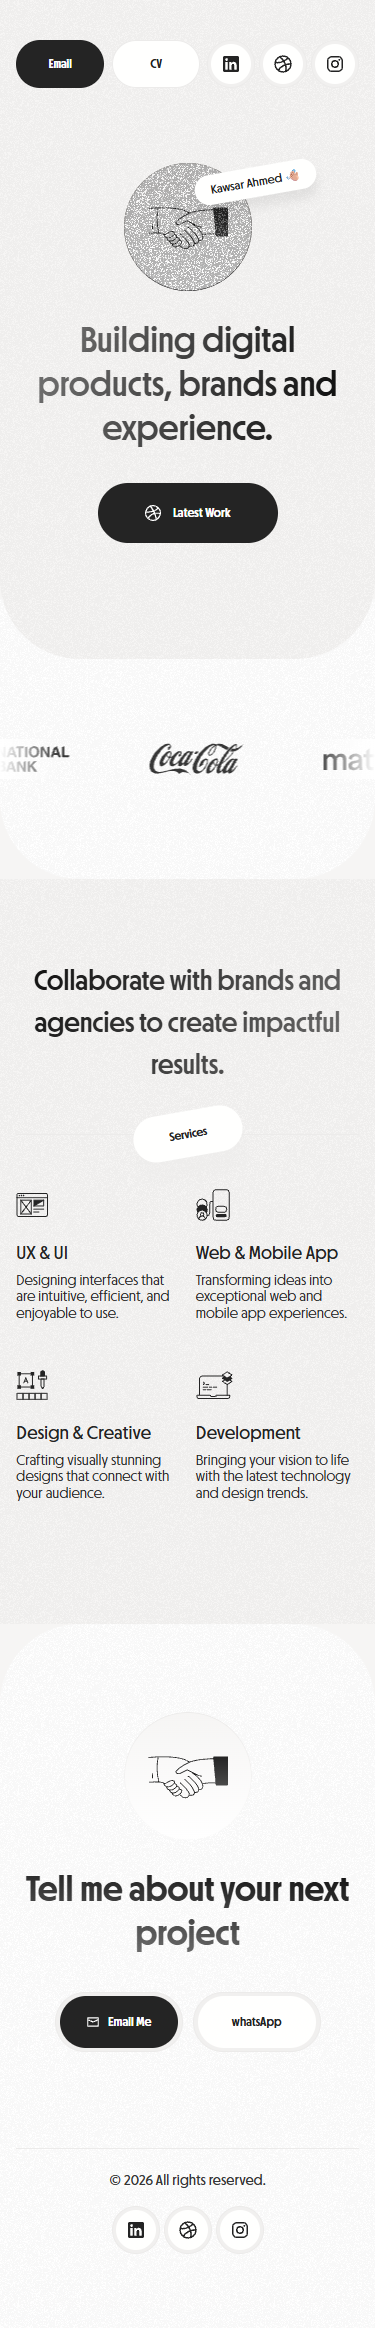 Email
CV
Kawsar Ahmed 👋🏼
Building digital
products, brands and
experience.
Latest Work
NATIONAL
BANK
Coca-Cola
mat
Collaborate with brands and
agencies to create impactful
results.
Services
UX & UI
Designing interfaces that
are intuitive, efficient, and
enjoyable to use.
Web & Mobile App
Transforming ideas into
exceptional web and
mobile app experiences.
Design & Creative
Crafting visually stunning
designs that connect with
your audience.
Development
Bringing your vision to life
with the latest technology
and design trends.
Tell me about your next
project
Email Me
whatsApp
© 2026 All rights reserved.